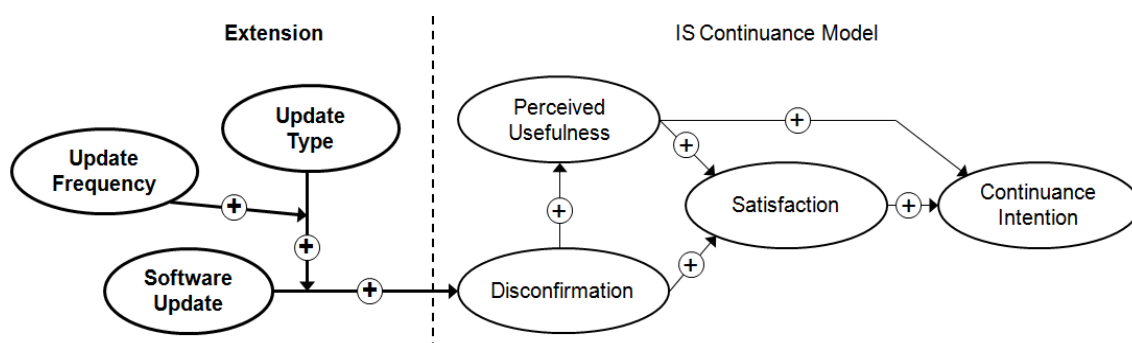 Extension
IS Continuance Model
Update
Type
Update
Frequency
Software
Update
Perceived
Usefulness
Satisfaction
Continuance
Intention
Disconfirmation
+
+
+
+
+
+
+
+